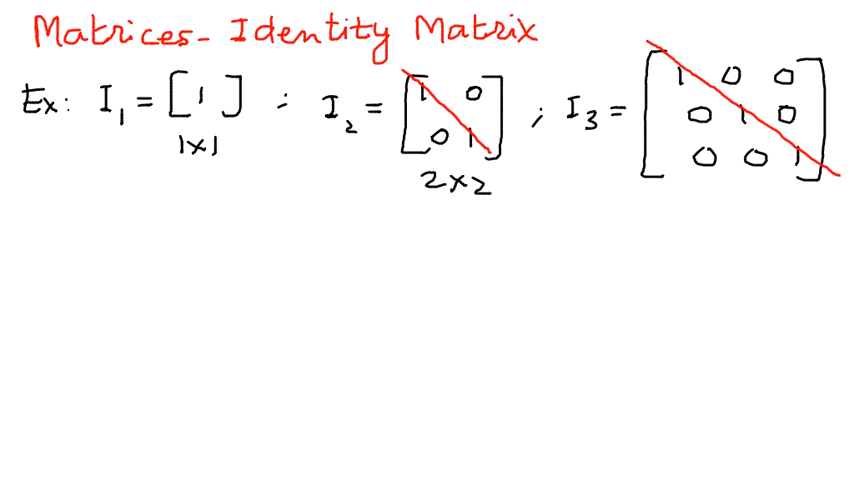 Matrices- Identity Matrix
Ex: I₁ = [ 1 ] ; I₂ = [ 1 0 ; I₃ = [ 1 0 0
0 1 ] 0 1 0
0 0 1 ]
1x1 2x2